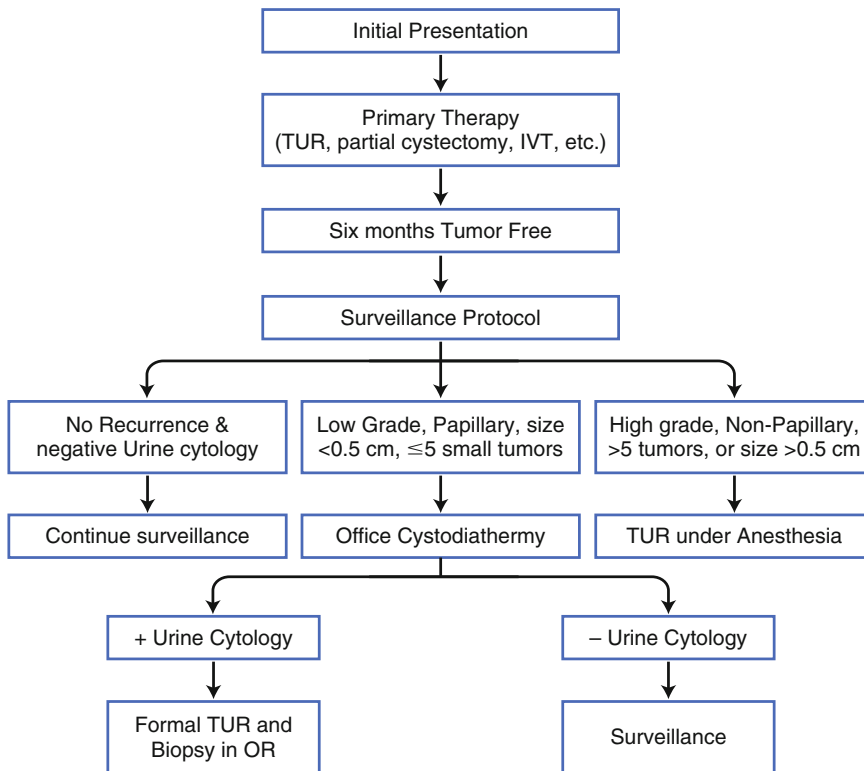 Initial Presentation
Primary Therapy
(TUR, partial cystectomy, IVT, etc.)
Six months Tumor Free
Surveillance Protocol
No Recurrence &
negative Urine cytology
Low Grade, Papillary, size
<0.5 cm, ≤5 small tumors
High grade, Non-Papillary,
>5 tumors, or size >0.5 cm
Continue surveillance
Office Cystodiathermy
TUR under Anesthesia
+ Urine Cytology
– Urine Cytology
Formal TUR and
Biopsy in OR
Surveillance